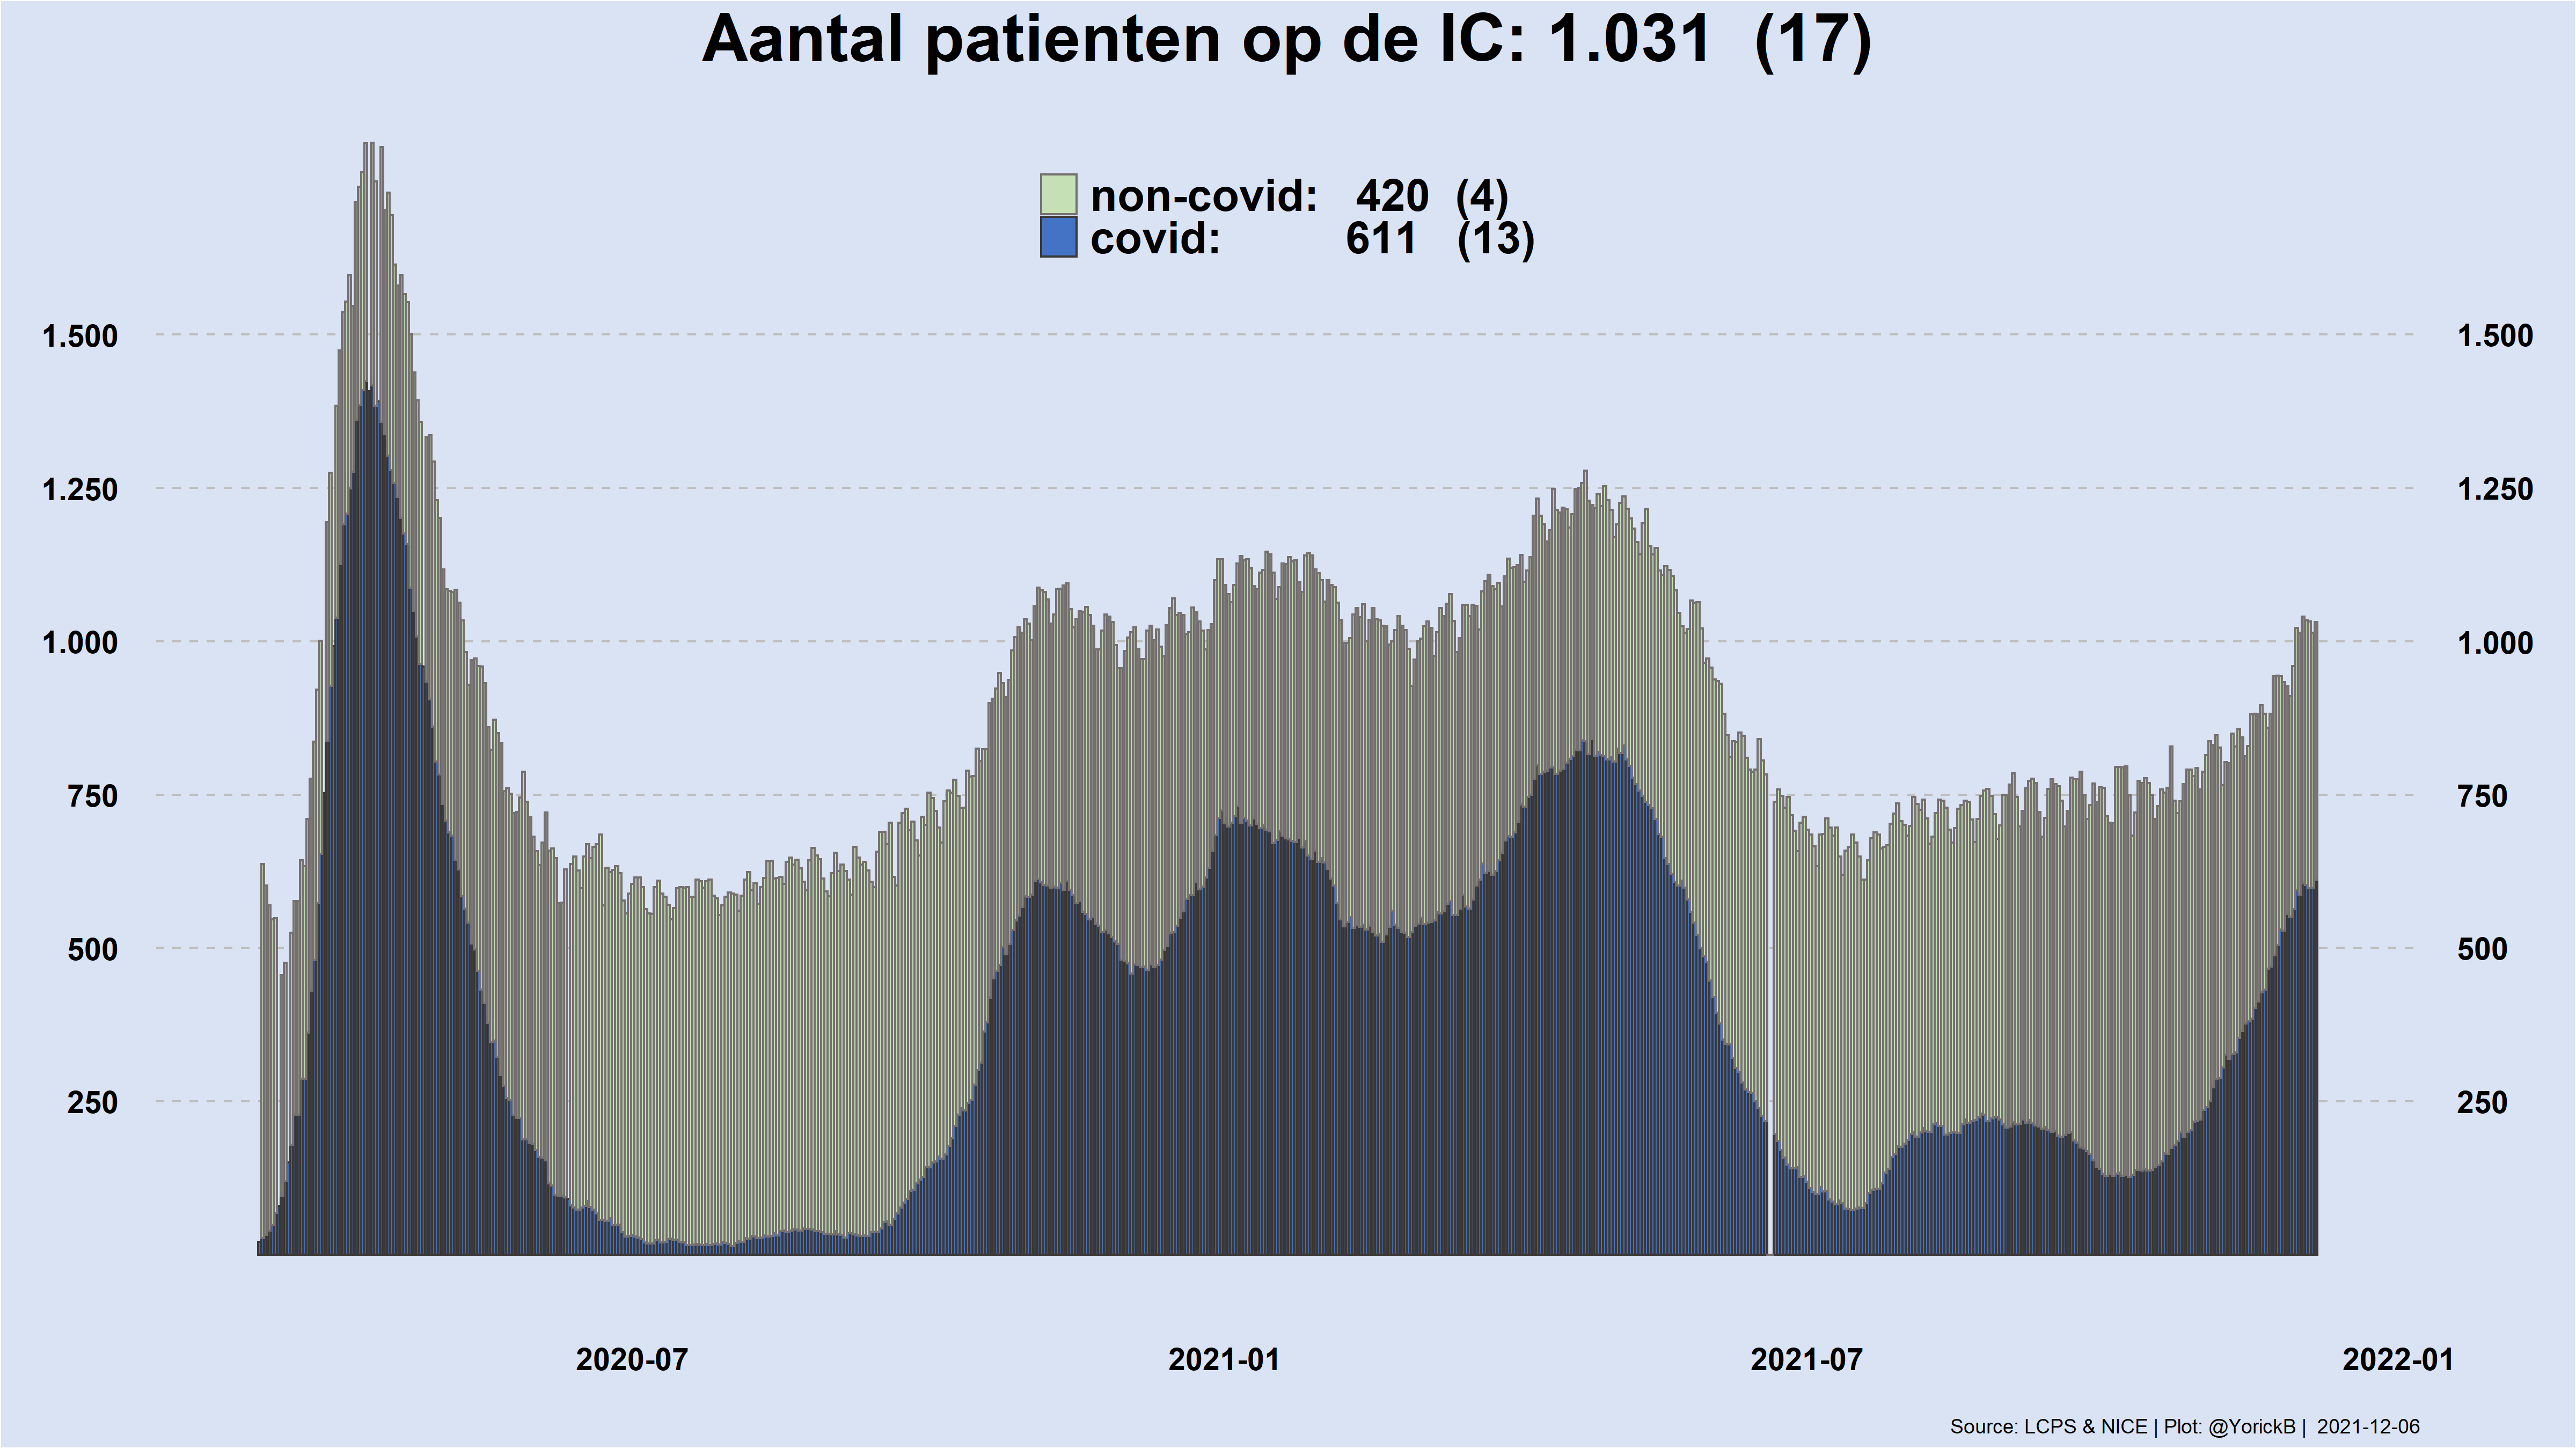 Aantal patienten op de IC: 1.031 (17)
non-covid: 420 (4)
covid: 611 (13)
1.500 1.500
1.250 1.250
1.000 1.000
750 750
500 500
250 250
2020-07 2021-01 2021-07 2022-01
Source: LCPS & NICE | Plot: @YorickB | 2021-12-06